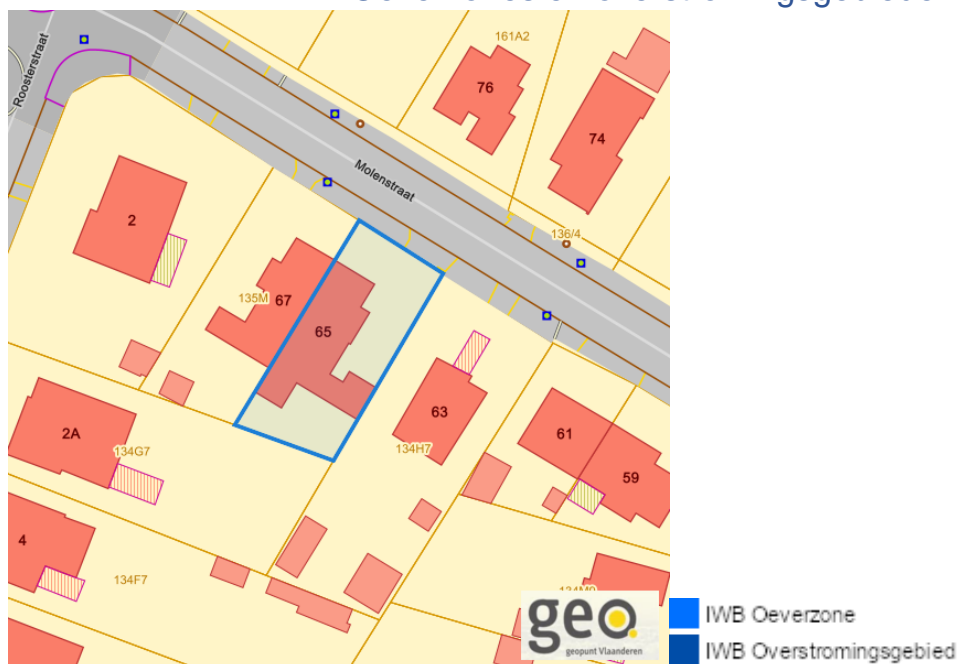 161A2
76
74
Roosterstraat
Molenstraat
2
136/4
135M
67
65
63
2A
134G7
134H7
61
59
4
134F7
geo
geopunt Vlaanderen
IWB Oeverzone
IWB Overstromingsgebied